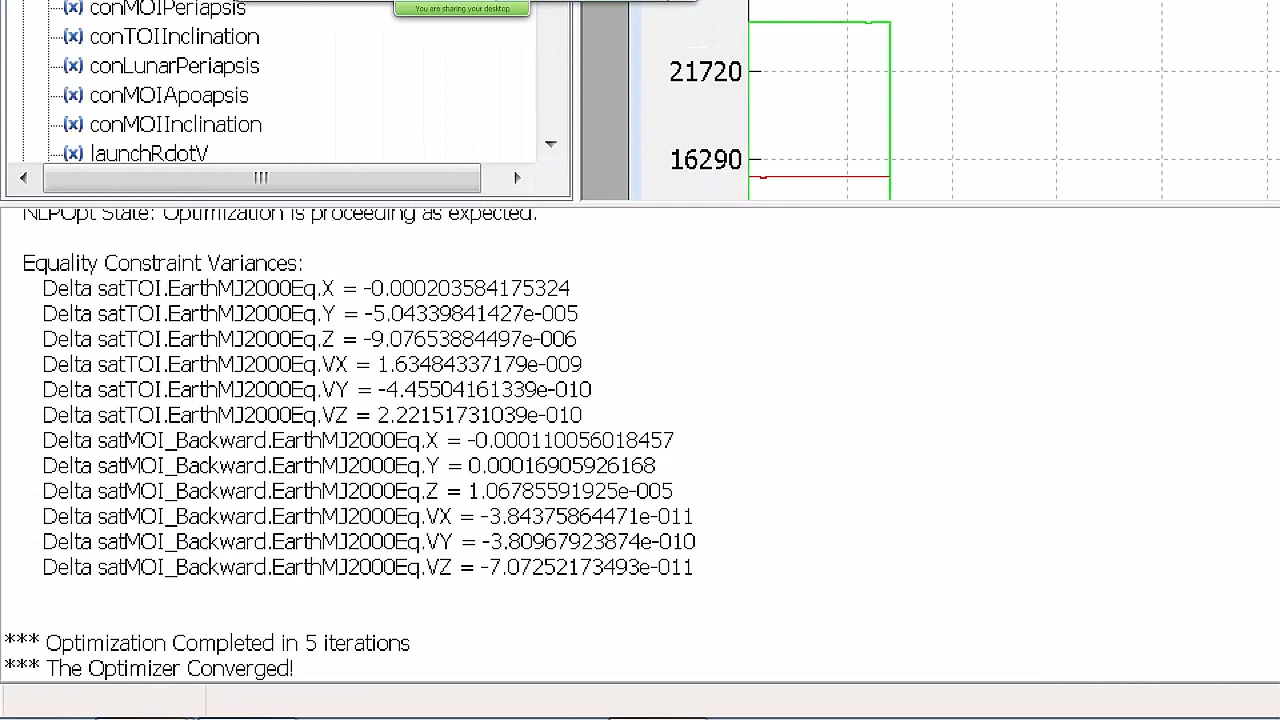 conMOIPeriapsis
You are sharing your desktop
conTOIInclination
conLunarPeriapsis
conMOIApoapsis
conMOIInclination
launchRdotV
21720
16290
NLPOpt State: Optimization is proceeding as expected.
Equality Constraint Variances:
Delta satTOI.EarthMJ2000Eq.X = -0.000203584175324
Delta satTOI.EarthMJ2000Eq.Y = -5.04339841427e-005
Delta satTOI.EarthMJ2000Eq.Z = -9.07653884497e-006
Delta satTOI.EarthMJ2000Eq.VX = 1.63484337179e-009
Delta satTOI.EarthMJ2000Eq.VY = -4.45504161339e-010
Delta satTOI.EarthMJ2000Eq.VZ = 2.22151731039e-010
Delta satMOI_Backward.EarthMJ2000Eq.X = -0.000110056018457
Delta satMOI_Backward.EarthMJ2000Eq.Y = 0.00016905926168
Delta satMOI_Backward.EarthMJ2000Eq.Z = 1.06785591925e-005
Delta satMOI_Backward.EarthMJ2000Eq.VX = -3.84375864471e-011
Delta satMOI_Backward.EarthMJ2000Eq.VY = -3.80967923874e-010
Delta satMOI_Backward.EarthMJ2000Eq.VZ = -7.07252173493e-011
*** Optimization Completed in 5 iterations
*** The Optimizer Converged!